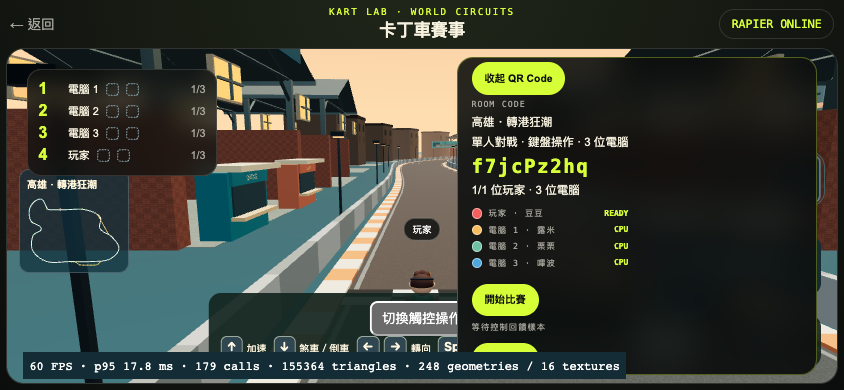 ← 返回
KART LAB · WORLD CIRCUITS
卡丁車賽事
RAPIER ONLINE
1 電腦 1 1/3
2 電腦 2 1/3
3 電腦 3 1/3
4 玩家 1/3
高雄・轉港狂潮
玩家
收起 QR Code
ROOM CODE
高雄・轉港狂潮
單人對戰・鍵盤操作・3 位電腦
f7jcPz2hq
1/1 位玩家・3 位電腦
玩家 · 豆豆 READY
電腦 1 · 露米 CPU
電腦 2 · 栗栗 CPU
電腦 3 · 嗶波 CPU
開始比賽
等待控制回饋樣本
切換觸控操作
↑ 加速 ↓ 煞車 / 倒車 ← → 轉向 Sp
60 FPS · p95 17.8 ms · 179 calls · 155364 triangles · 248 geometries / 16 textures